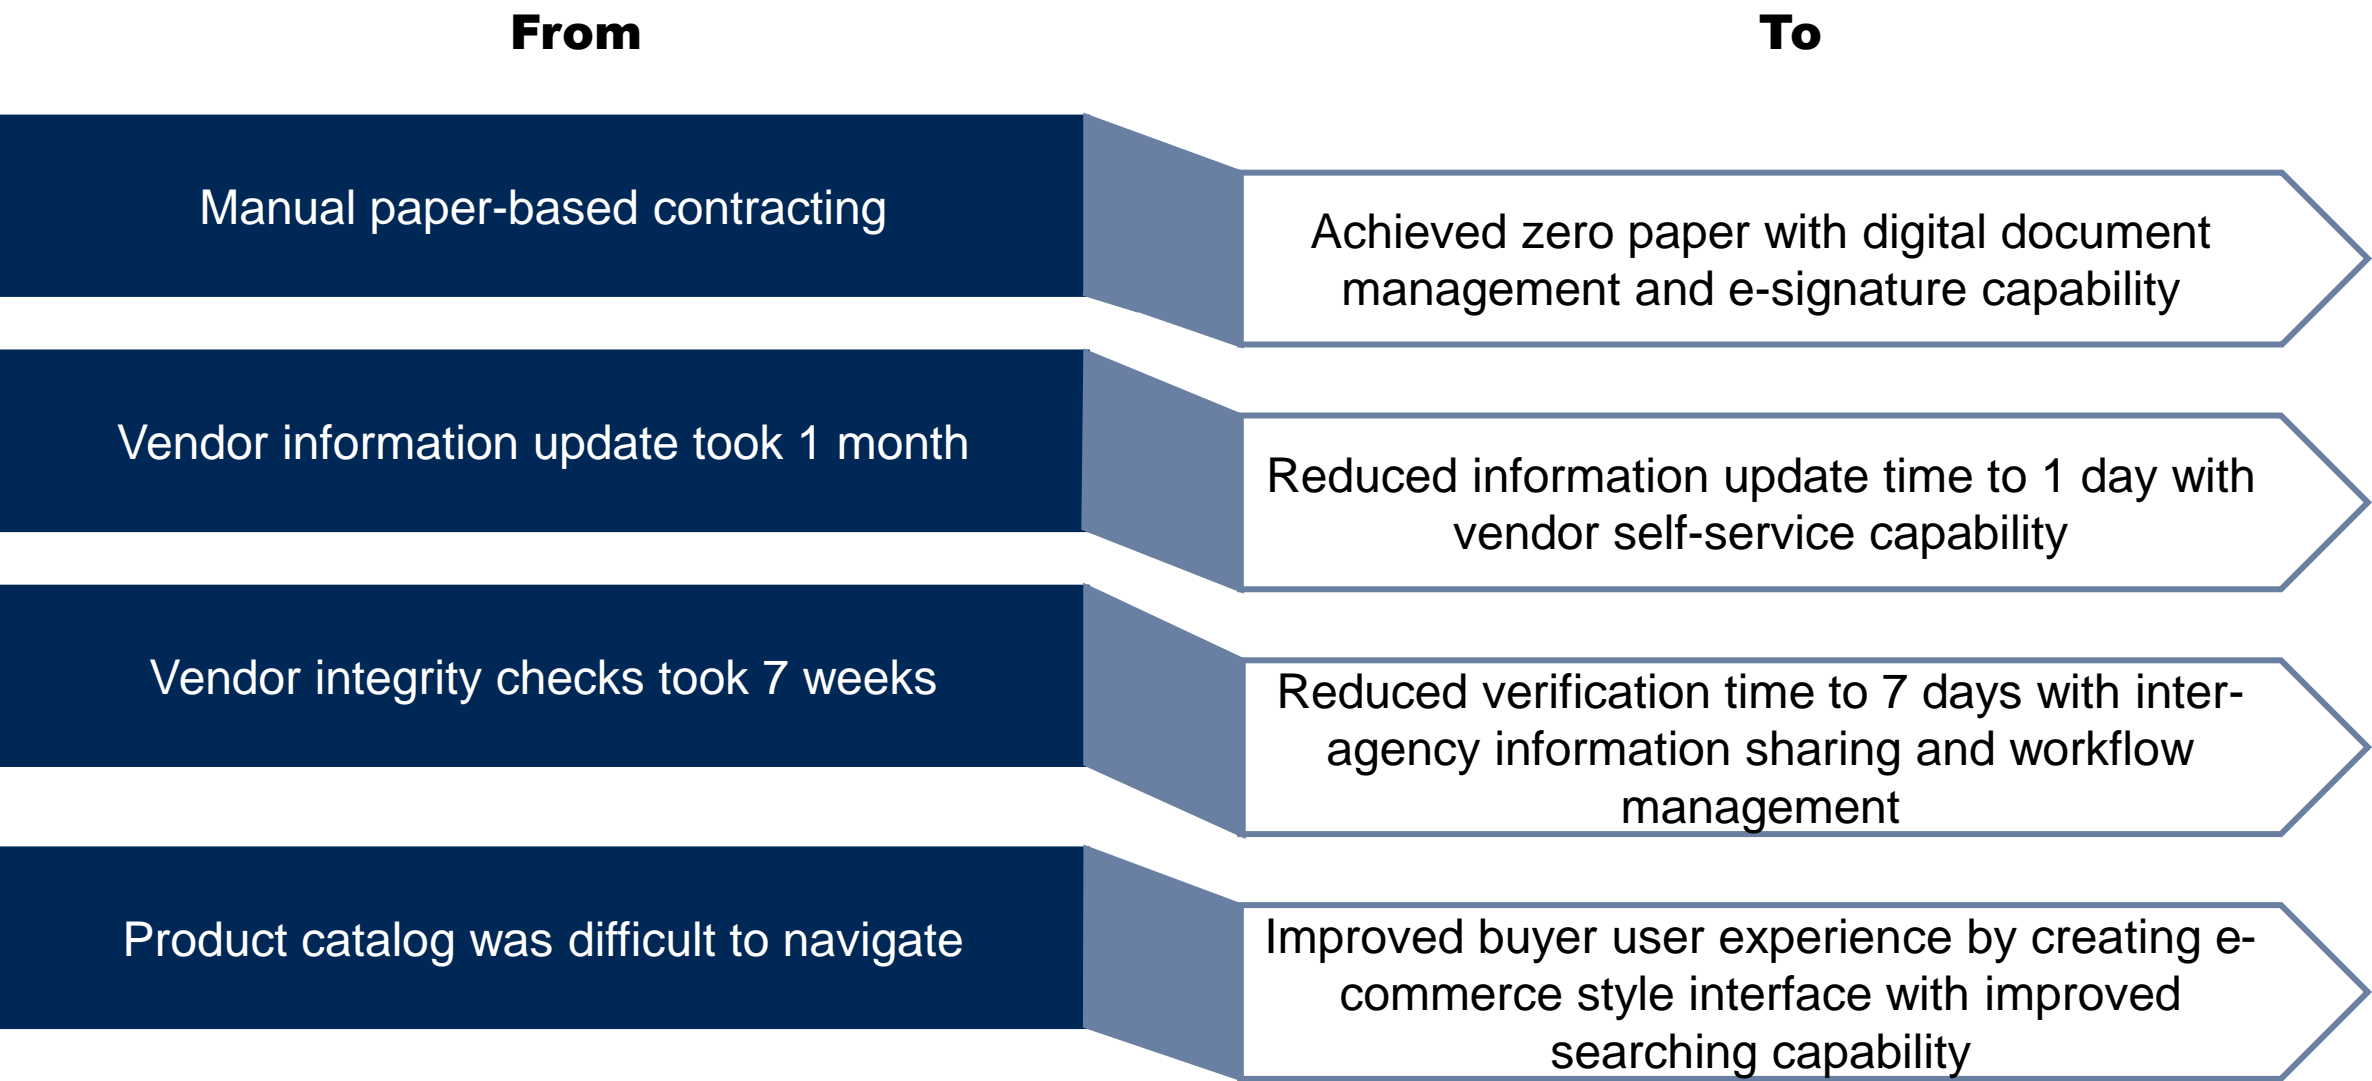 From
To
Manual paper-based contracting
Achieved zero paper with digital document
management and e-signature capability
Vendor information update took 1 month
Reduced information update time to 1 day with
vendor self-service capability
Vendor integrity checks took 7 weeks
Reduced verification time to 7 days with inter-
agency information sharing and workflow
management
Product catalog was difficult to navigate
Improved buyer user experience by creating e-
commerce style interface with improved
searching capability